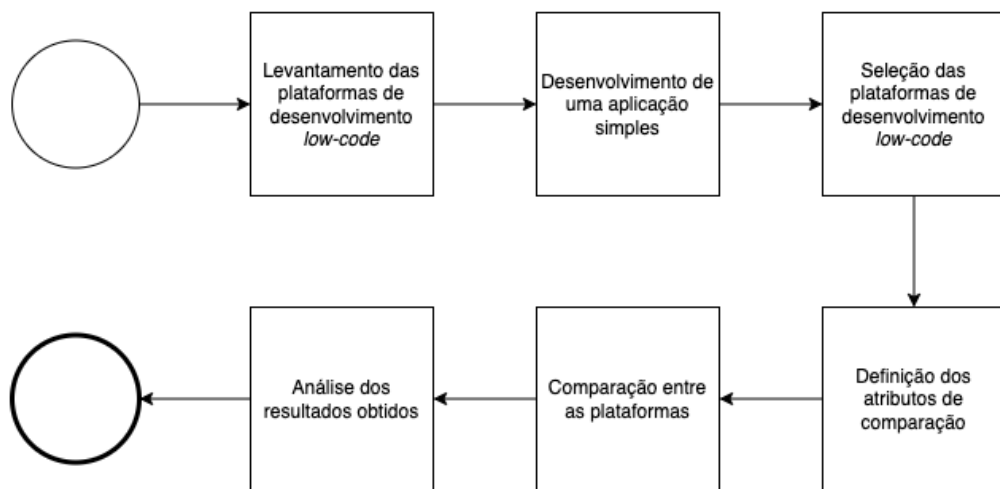 Levantamento das
plataformas de
desenvolvimento
low-code
Desenvolvimento de
uma aplicação
simples
Seleção das
plataformas de
desenvolvimento
low-code
Definição dos
atributos de
comparação
Comparação entre
as plataformas
Análise dos
resultados obtidos